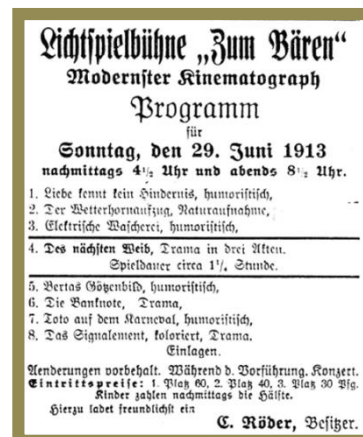 Lichtspielbühne „Zum Bären“
Modernster Kinematograph
Programm
für
Sonntag, den 29. Juni 1913
nachmittags 4½ Uhr und abends 8½ Uhr.
1. Liebe kennt kein Hindernis, humoristisch,
2. Der Wetterhornaufzug, Naturaufnahme,
3. Elektrische Wascherei, humoristisch,
4. Des nächsten Weib, Drama in drei Akten.
Spieldauer circa 1¼ Stunde.
5. Bertas Götzenbild, humoristisch,
6. Die Banknote, Drama,
7. Toto auf dem Karneval, humoristisch,
8. Das Signalement, koloriert, Drama.
Einlagen.
Aenderungen vorbehalt. Während d. Vorführung. Konzert.
Eintrittspreise: 1. Platz 60, 2. Platz 40, 3. Platz 30 Pfg.
Kinder zahlen nachmittags die Hälfte.
Hierzu ladet freundlichst ein
C. Röder, Besitzer.